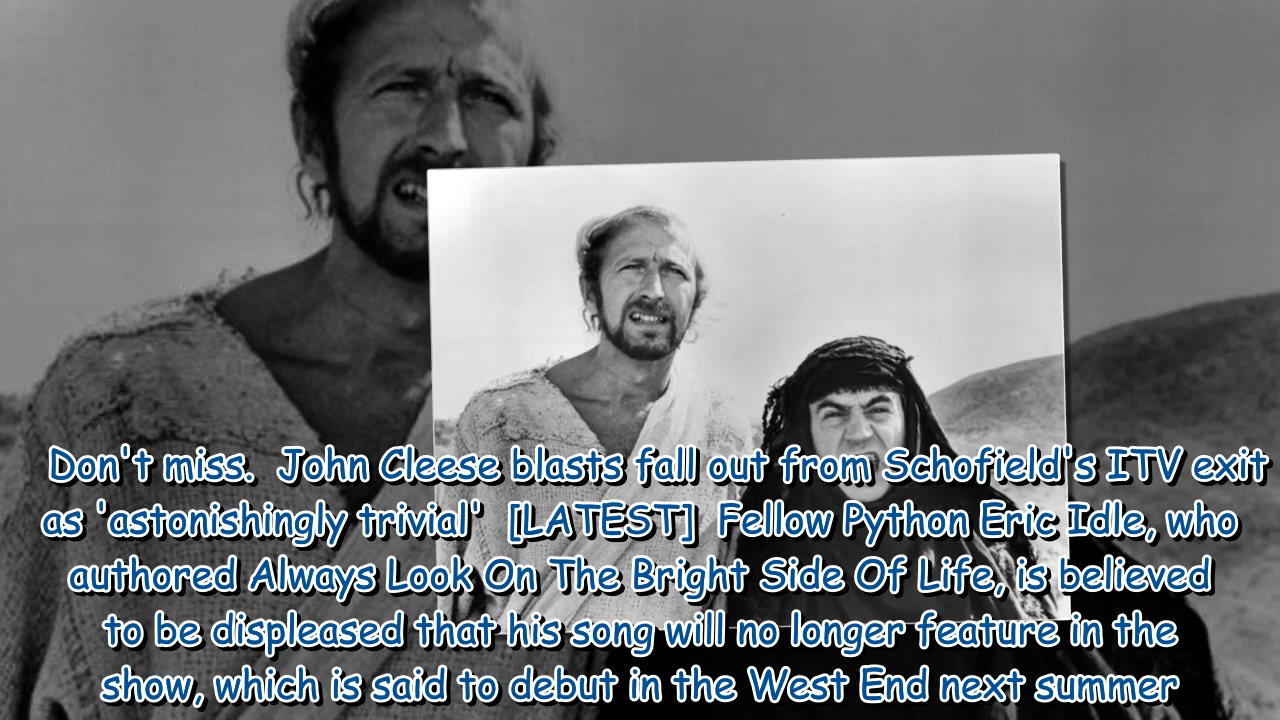 Don't miss. John Cleese blasts fall out from Schofield's ITV exit
as 'astonishingly trivial' [LATEST] Fellow Python Eric Idle, who
authored Always Look On The Bright Side Of Life, is believed
to be displeased that his song will no longer feature in the
show, which is said to debut in the West End next summer